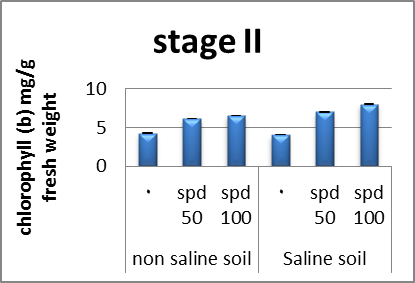 stage II
chlorophyll (b) mg/g
fresh weight
10
5
0
. spd spd . spd spd
50 100 50 100
non saline soil Saline soil